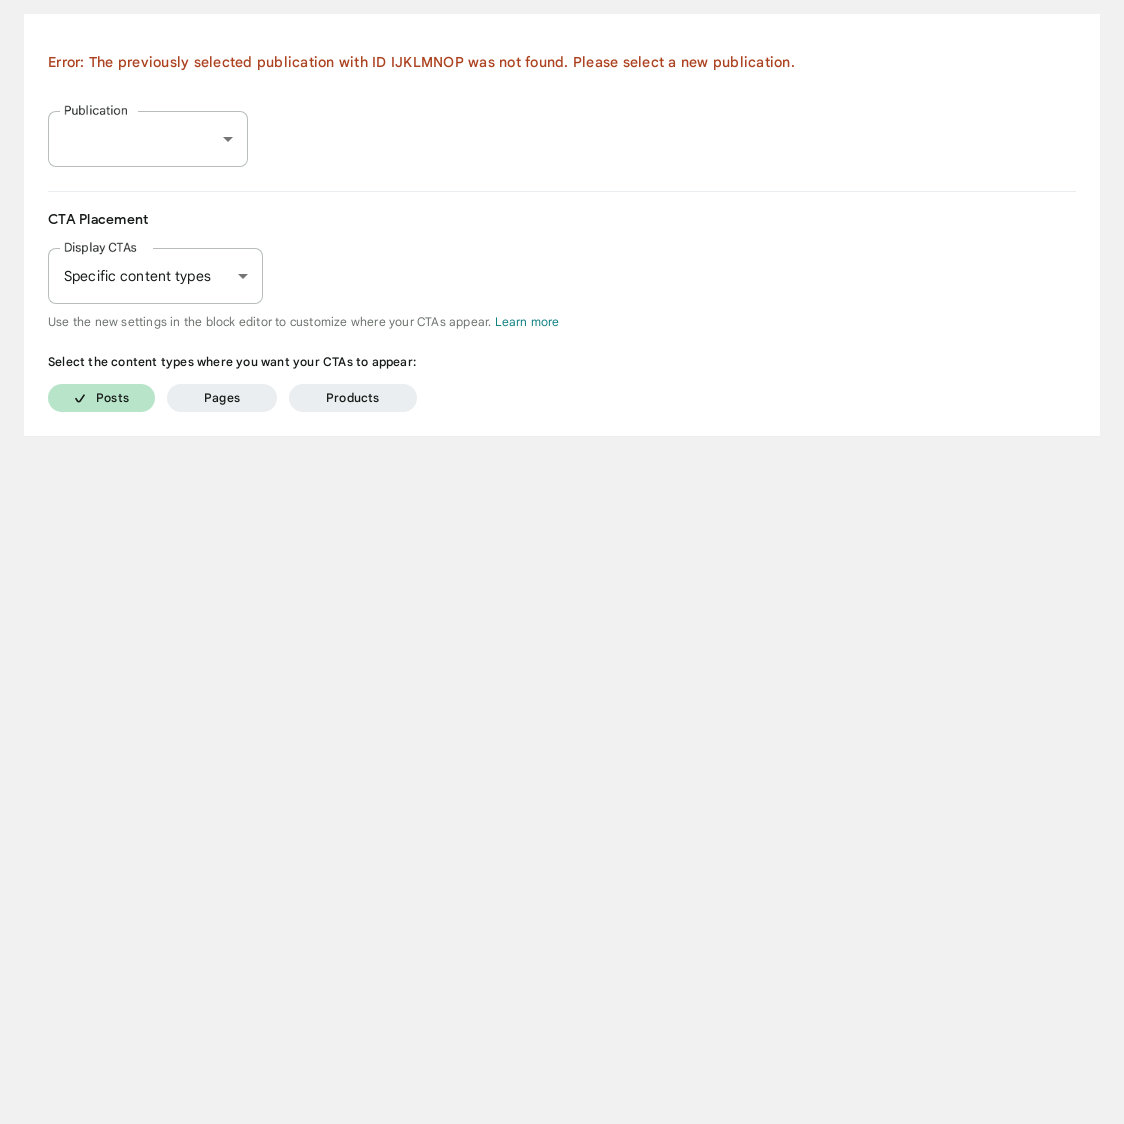 Error: The previously selected publication with ID IJKLMNOP was not found. Please select a new publication.
Publication
CTA Placement
Display CTAs
Specific content types
Use the new settings in the block editor to customize where your CTAs appear. Learn more
Select the content types where you want your CTAs to appear:
Posts Pages Products